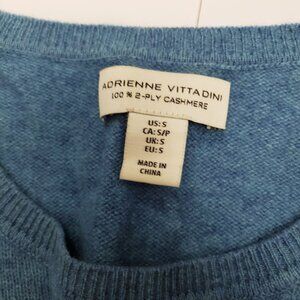 ADRIENNE VITTADINI
100 % 2-PLY CASHMERE
US: S
CA: S/P
UK: S
EU: S
MADE IN
CHINA